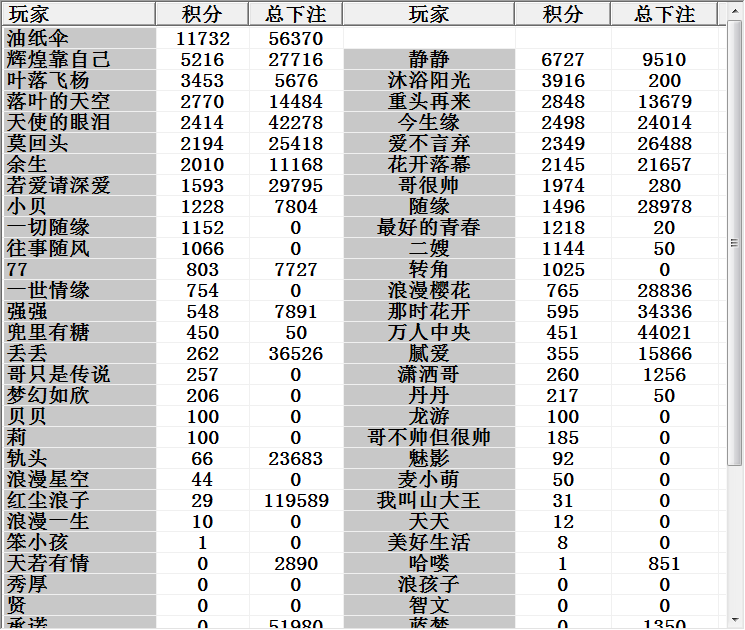 玩家 积分 总下注 玩家 积分 总下注
油纸伞 11732 56370
辉煌靠自己 5216 27716 静静 6727 9510
叶落飞杨 3453 5676 沐浴阳光 3916 200
落叶的天空 2770 14484 重头再来 2848 13679
天使的眼泪 2414 42278 今生缘 2498 24014
莫回头 2194 25418 爱不言弃 2349 26488
余生 2010 11168 花开落幕 2145 21657
若爱请深爱 1593 29795 哥很帅 1974 280
小贝 1228 7804 随缘 1496 28978
一切随缘 1152 0 最好的青春 1218 20
往事随风 1066 0 二嫂 1144 50
77 803 7727 转角 1025 0
一世情缘 754 0 浪漫樱花 765 28836
强强 548 7891 那时花开 595 34336
兜里有糖 450 50 万人中央 451 44021
丢丢 262 36526 腻爱 355 15866
哥只是传说 257 0 潇洒哥 260 1256
梦幻如欣 206 0 丹丹 217 50
贝贝 100 0 龙游 100 0
莉 100 0 哥不帅但很帅 185 0
轨头 66 23683 魅影 92 0
浪漫星空 44 0 麦小萌 50 0
红尘浪子 29 119589 我叫山大王 31 0
浪漫一生 10 0 天天 12 0
笨小孩 1 0 美好生活 8 0
天若有情 0 2890 哈喽 1 851
秀厚 0 0 浪孩子 0 0
贤 0 0 智文 0 0
承诺 0 51980 蓝梦 0 1350